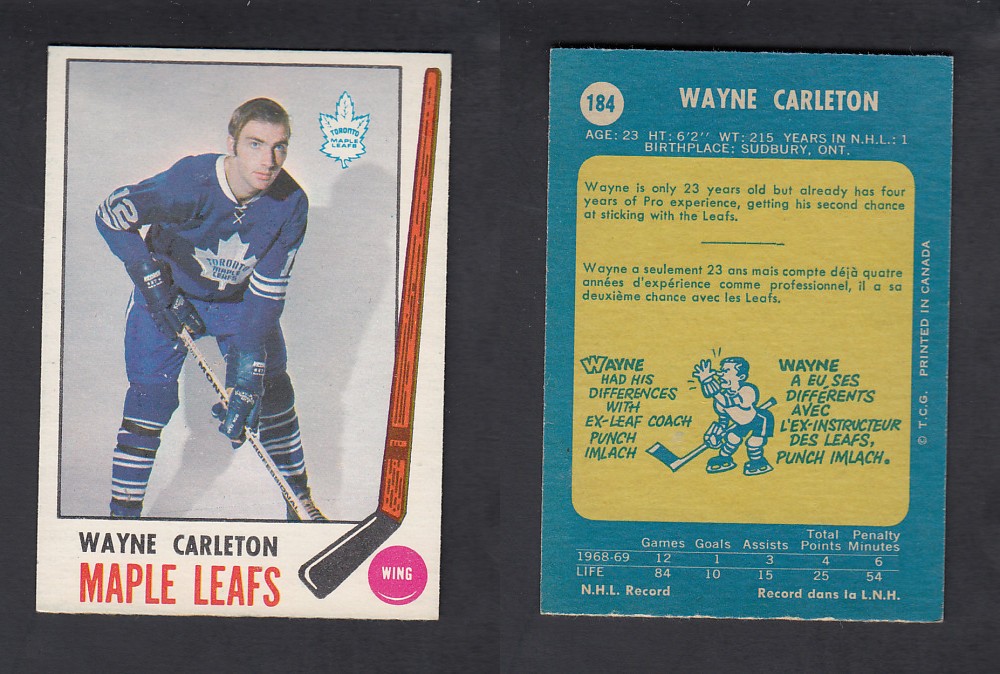 TORONTO
MAPLE
LEAFS
12
TORONTO
MAPLE
LEAFS
PROFESSIONAL
WAYNE CARLETON
MAPLE LEAFS
WING
184
WAYNE CARLETON
AGE: 23 HT: 6'2'' WT: 215 YEARS IN N.H.L.: 1
BIRTHPLACE: SUDBURY, ONT.
Wayne is only 23 years old but already has four
years of Pro experience, getting his second chance
at sticking with the Leafs.
Wayne a seulement 23 ans mais compte déjà quatre
années d'expérience comme professionnel, il a sa
deuxième chance avec les Leafs.
WAYNE
HAD HIS
DIFFERENCES
WITH
EX-LEAF COACH
PUNCH
IMLACH
WAYNE
A EU SES
DIFFÉRENTS
AVEC
L'EX-INSTRUCTEUR
DES LEAFS,
PUNCH IMLACH.
© T.C.G. PRINTED IN CANADA
Games Goals Assists Total Points Penalty Minutes
1968-69 12 1 3 4 6
LIFE 84 10 15 25 54
N.H.L. Record Record dans la L.N.H.